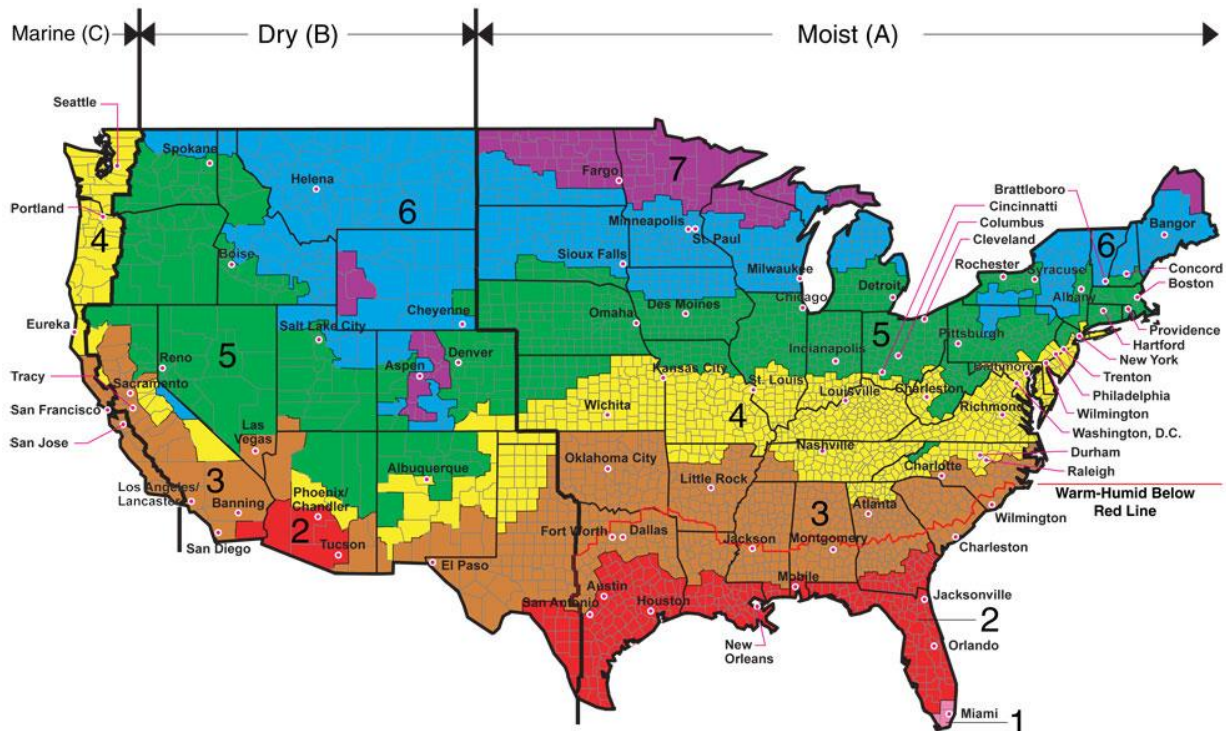 Marine (C)
Dry (B)
Moist (A)
Seattle
Spokane
Portland
4
Helena
6
Boise
Fargo
7
Minneapolis
St. Paul
Sioux Falls
Milwaukee
Brattleboro
Cincinnatti
Columbus
Cleveland
Rochester
Syracuse
Albany
6
Bangor
Concord
Boston
Providence
Hartford
New York
Trenton
Philadelphia
Wilmington
Washington, D.C.
Durham
Raleigh
Detroit
Chicago
Des Moines
Omaha
Cheyenne
Salt Lake City
Eureka
Reno
5
Denver
Aspen
Indianapolis
5
Pittsburgh
Baltimore
Tracy
Sacramento
San Francisco
San Jose
Las
Vegas
Kansas City
St. Louis
Louisville
Charleston
Richmond
Wichita
4
Nashville
Albuquerque
Oklahoma City
Little Rock
Charlotte
3
Los Angeles/
Lancaster
Banning
Phoenix/
Chandler
2
Tucson
San Diego
El Paso
Fort Worth
Dallas
Jackson
Montgomery
3
Atlanta
Warm-Humid Below
Red Line
Wilmington
Charleston
Austin
San Antonio
Houston
Mobile
New
Orleans
Jacksonville
2
Orlando
Miami
1